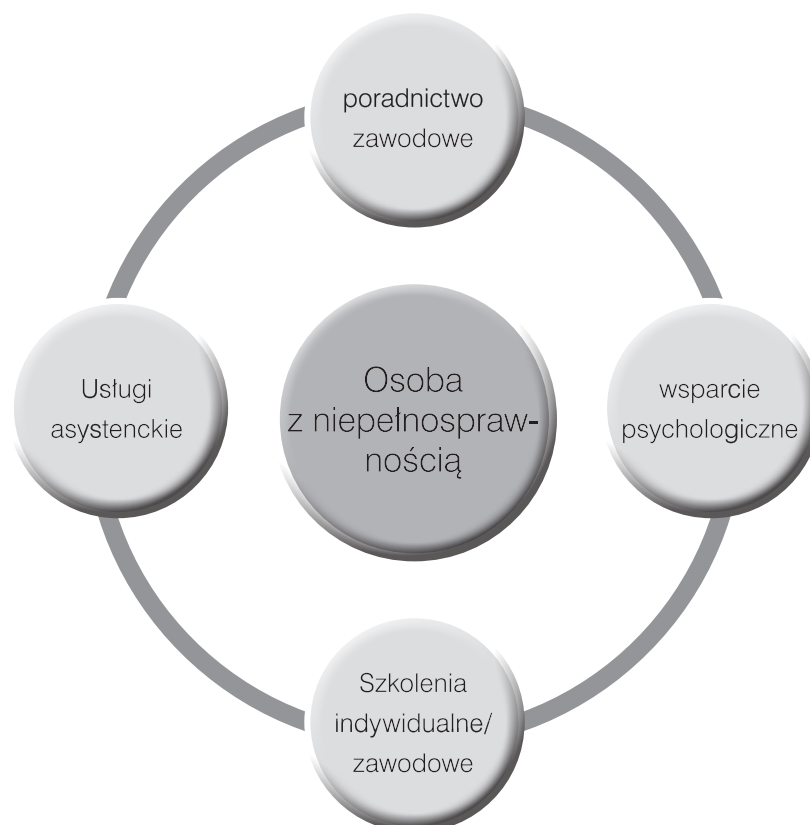 poradnictwo
zawodowe
Usługi
asystenckie
Osoba
z niepełnospraw-
nością
wsparcie
psychologiczne
Szkolenia
indywidualne/
zawodowe